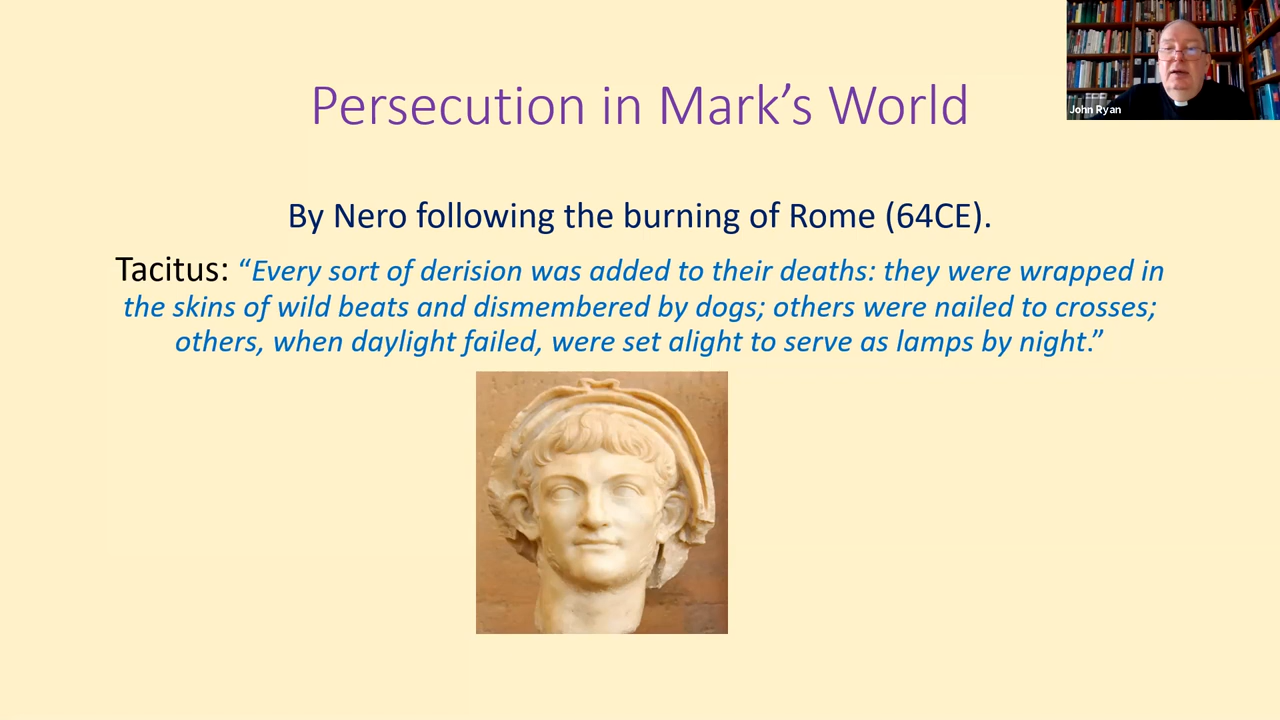 Persecution in Mark’s World
John Ryan
By Nero following the burning of Rome (64CE).
Tacitus: “Every sort of derision was added to their deaths: they were wrapped in
the skins of wild beats and dismembered by dogs; others were nailed to crosses;
others, when daylight failed, were set alight to serve as lamps by night.”